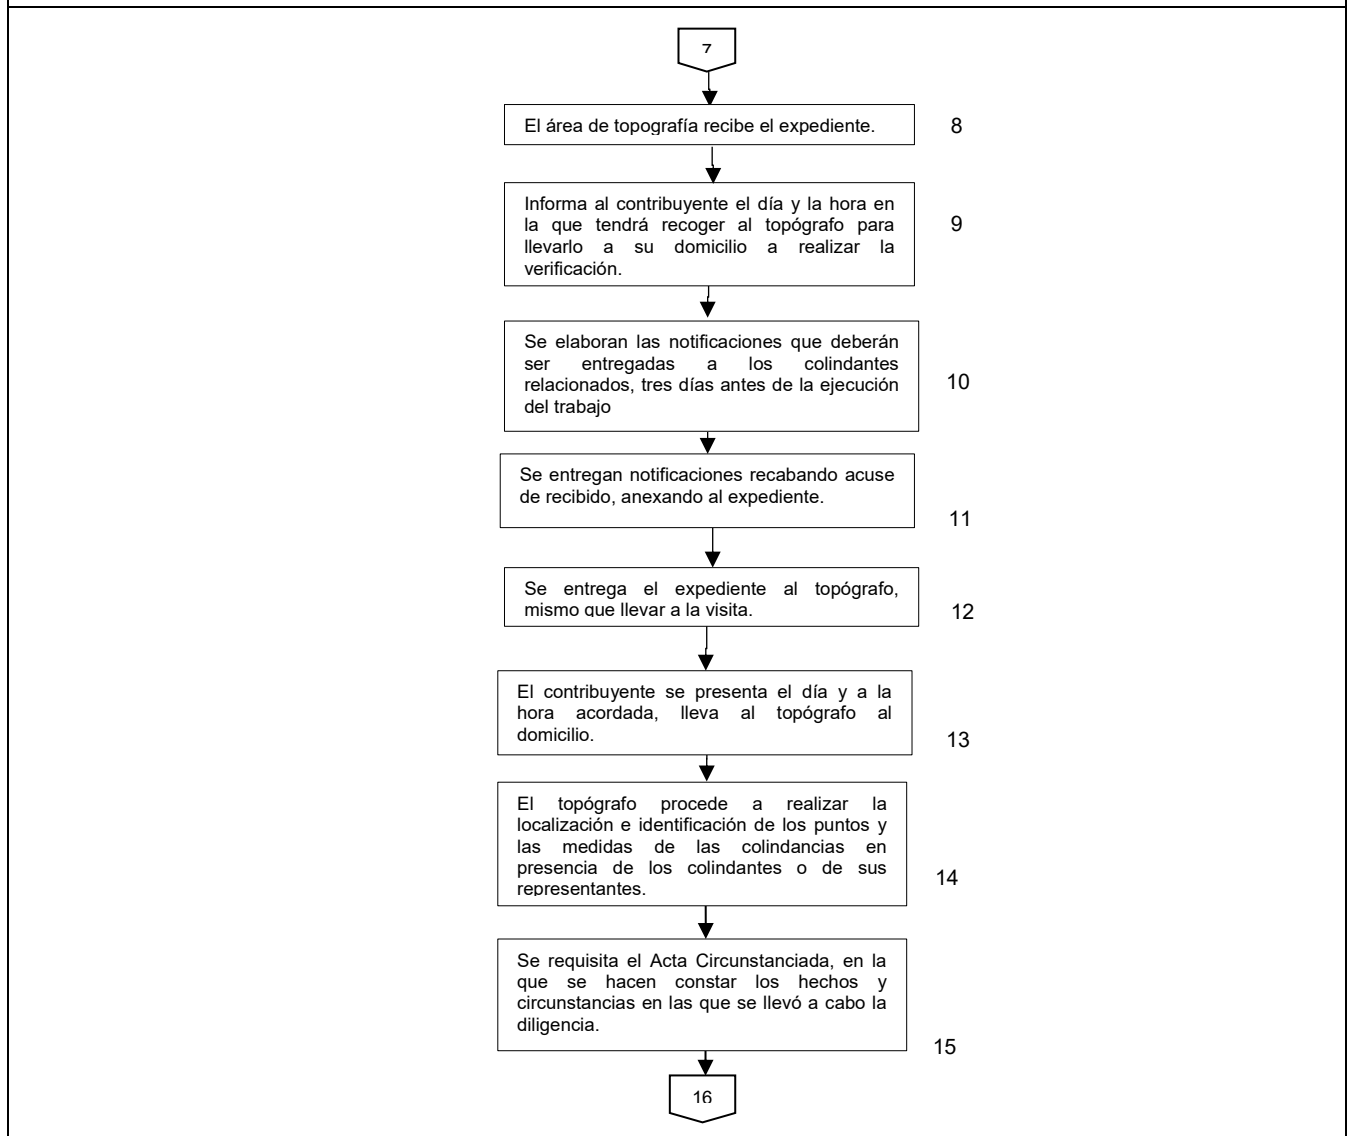 7
El área de topografía recibe el expediente.
8
Informa al contribuyente el día y la hora en
la que tendrá recoger al topógrafo para
llevarlo a su domicilio a realizar la
verificación.
9
Se elaboran las notificaciones que deberán
ser entregadas a los colindantes
relacionados, tres días antes de la ejecución
del trabajo
10
Se entregan notificaciones recabando acuse
de recibido, anexando al expediente.
11
Se entrega el expediente al topógrafo,
mismo que llevar a la visita.
12
El contribuyente se presenta el día y a la
hora acordada, lleva al topógrafo al
domicilio.
13
El topógrafo procede a realizar la
localización e identificación de los puntos y
las medidas de las colindancias en
presencia de los colindantes o de sus
representantes.
14
Se requisita el Acta Circunstanciada, en la
que se hacen constar los hechos y
circunstancias en las que se llevó a cabo la
diligencia.
15
16